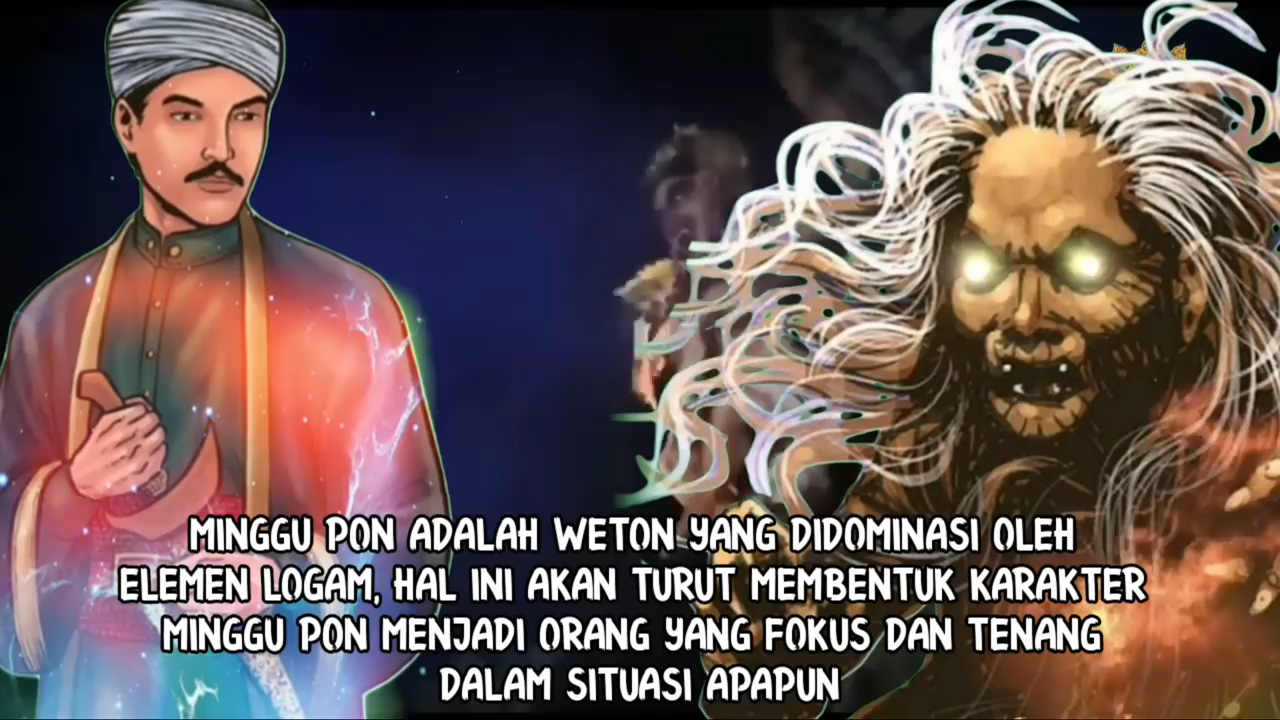 MINGGU PON ADALAH WETON YANG DIDOMINASI OLEH
ELEMEN LOGAM, HAL INI AKAN TURUT MEMBENTUK KARAKTER
MINGGU PON MENJADI ORANG YANG FOKUS DAN TENANG
DALAM SITUASI APAPUN